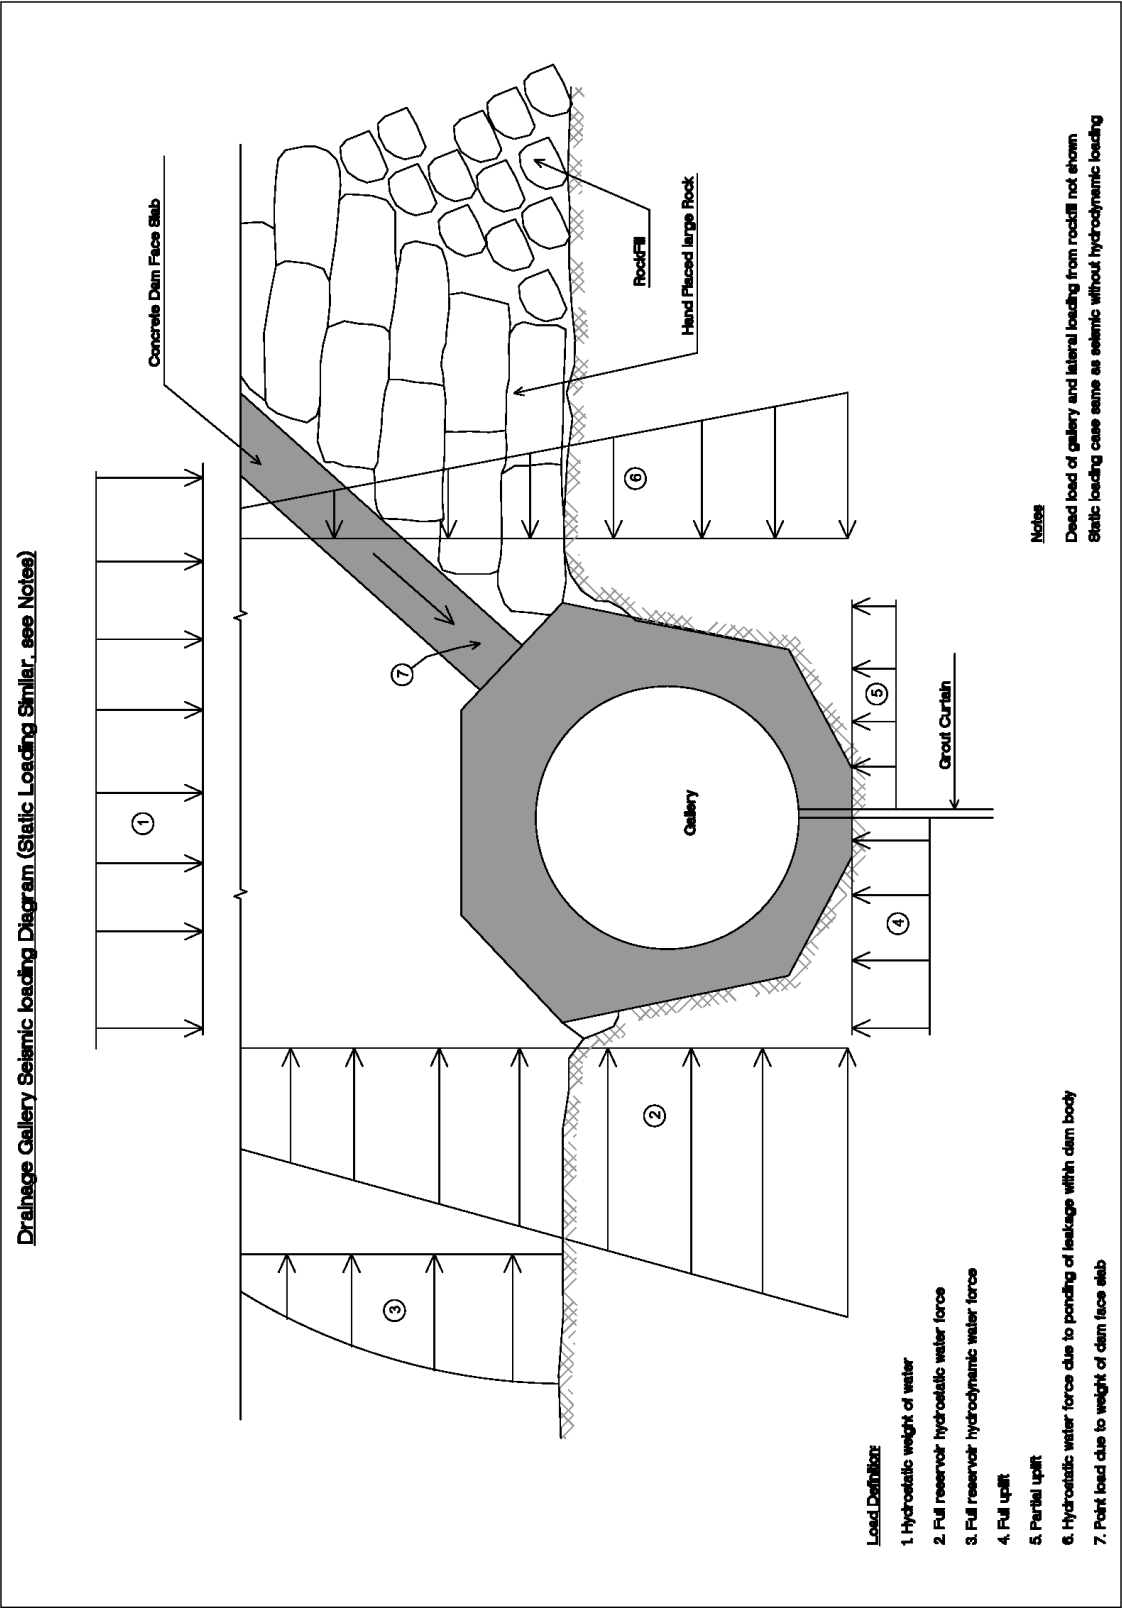 Drainage Gallery Seismic loading Diagram (Static Loading Similar, see Notes)
1
Concrete Dam Face Slab
7
3
2
Gallery
6
RockFill
Hand Placed large Rock
4
5
Grout Curtain
Load Definition:
1. Hydrostatic weight of water
2. Full reservoir hydrostatic water force
3. Full reservoir hydrodynamic water force
4. Full uplift
5. Partial uplift
6. Hydrostatic water force due to ponding of leakage within dam body
7. Point load due to weight of dam face slab
Notes
Dead load of gallery and lateral loading from rockfill not shown
Static loading case same as seismic without hydrodynamic loading